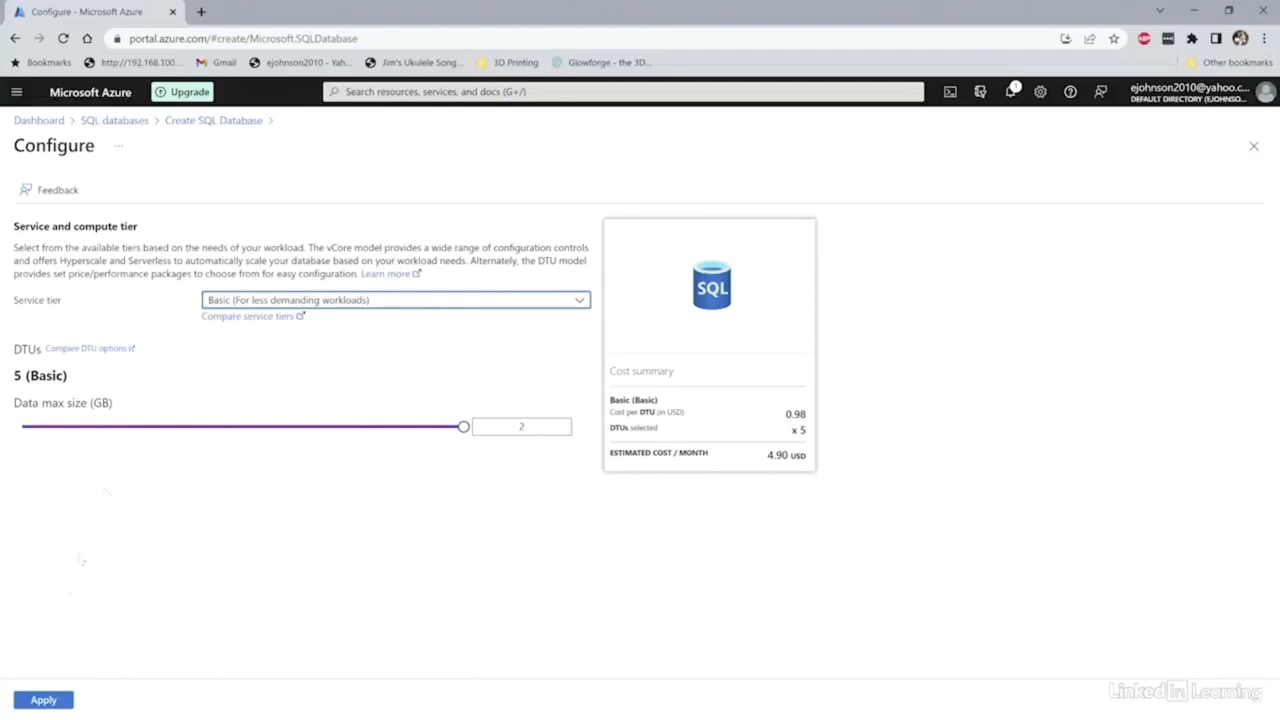 Configure - Microsoft Azure
portal.azure.com/#create/Microsoft.SQLDatabase
Bookmarks http://192.168.100... Gmail ejohnson2010 - Yah... Jim's Ukulele Song... 3D Printing Glowforge - the 3D... Other bookmarks
Microsoft Azure Upgrade Search resources, services, and docs (G+/) 1 ejohnson2010@yahoo.c...
DEFAULT DIRECTORY (EJOHNSO...
Dashboard > SQL databases > Create SQL Database >
Configure ...
Feedback
Service and compute tier
Select from the available tiers based on the needs of your workload. The vCore model provides a wide range of configuration controls
and offers Hyperscale and Serverless to automatically scale your database based on your workload needs. Alternatively, the DTU model
provides set price/performance packages to choose from for easy configuration. Learn more
Service tier Basic (For less demanding workloads)
Compare service tiers
DTUs Compare DTU options
5 (Basic)
Data max size (GB)
2
SQL
Cost summary
Basic (Basic)
Cost per DTU (in USD) 0.98
DTUs selected x 5
ESTIMATED COST / MONTH 4.90 USD
Apply
LinkedIn Learning